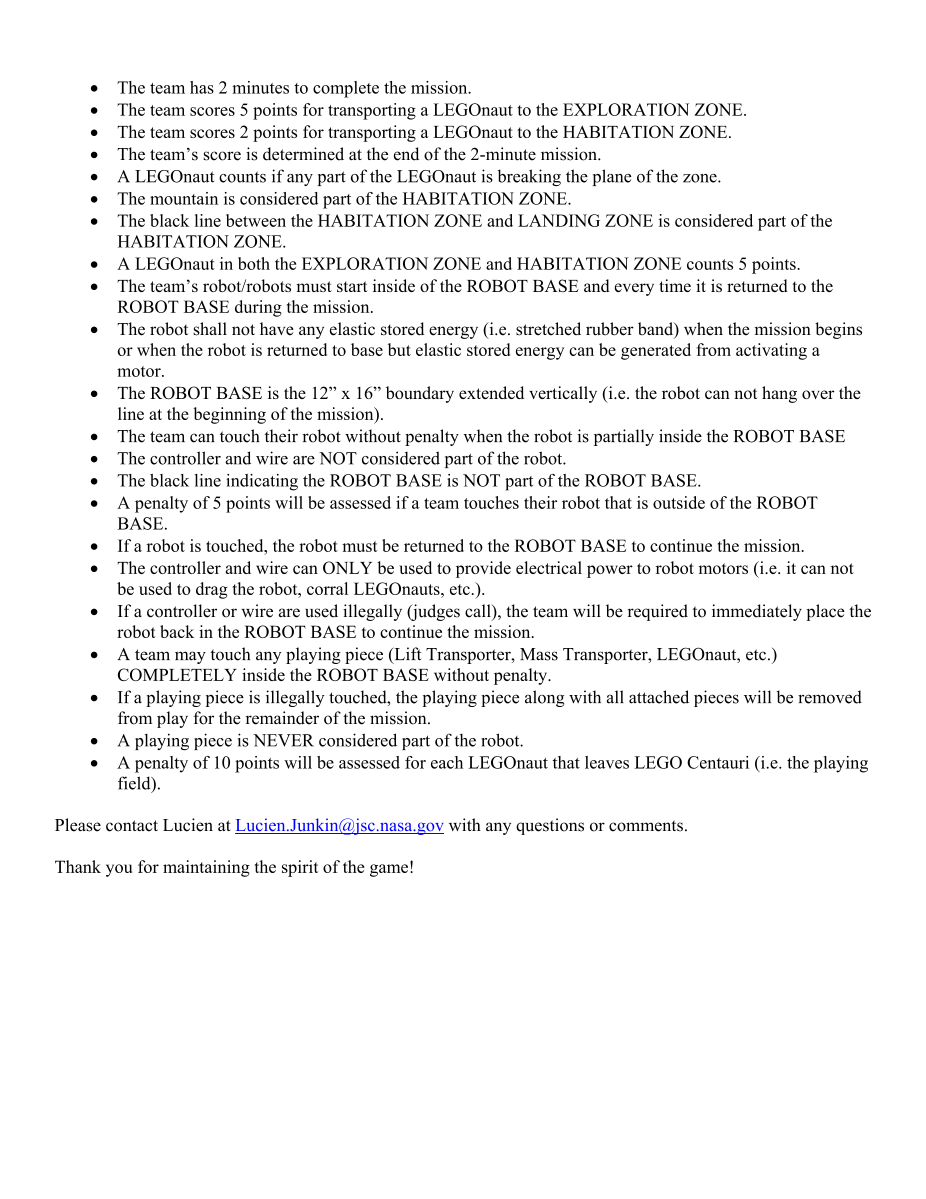 • The team has 2 minutes to complete the mission.
• The team scores 5 points for transporting a LEGOnaut to the EXPLORATION ZONE.
• The team scores 2 points for transporting a LEGOnaut to the HABITATION ZONE.
• The team’s score is determined at the end of the 2-minute mission.
• A LEGOnaut counts if any part of the LEGOnaut is breaking the plane of the zone.
• The mountain is considered part of the HABITATION ZONE.
• The black line between the HABITATION ZONE and LANDING ZONE is considered part of the
HABITATION ZONE.
• A LEGOnaut in both the EXPLORATION ZONE and HABITATION ZONE counts 5 points.
• The team’s robot/robots must start inside of the ROBOT BASE and every time it is returned to the
ROBOT BASE during the mission.
• The robot shall not have any elastic stored energy (i.e. stretched rubber band) when the mission begins
or when the robot is returned to base but elastic stored energy can be generated from activating a
motor.
• The ROBOT BASE is the 12” x 16” boundary extended vertically (i.e. the robot can not hang over the
line at the beginning of the mission).
• The team can touch their robot without penalty when the robot is partially inside the ROBOT BASE
• The controller and wire are NOT considered part of the robot.
• The black line indicating the ROBOT BASE is NOT part of the ROBOT BASE.
• A penalty of 5 points will be assessed if a team touches their robot that is outside of the ROBOT
BASE.
• If a robot is touched, the robot must be returned to the ROBOT BASE to continue the mission.
• The controller and wire can ONLY be used to provide electrical power to robot motors (i.e. it can not
be used to drag the robot, corral LEGOnauts, etc.).
• If a controller or wire are used illegally (judges call), the team will be required to immediately place the
robot back in the ROBOT BASE to continue the mission.
• A team may touch any playing piece (Lift Transporter, Mass Transporter, LEGOnaut, etc.)
COMPLETELY inside the ROBOT BASE without penalty.
• If a playing piece is illegally touched, the playing piece along with all attached pieces will be removed
from play for the remainder of the mission.
• A playing piece is NEVER considered part of the robot.
• A penalty of 10 points will be assessed for each LEGOnaut that leaves LEGO Centauri (i.e. the playing
field).
Please contact Lucien at Lucien.Junkin@jsc.nasa.gov with any questions or comments.
Thank you for maintaining the spirit of the game!